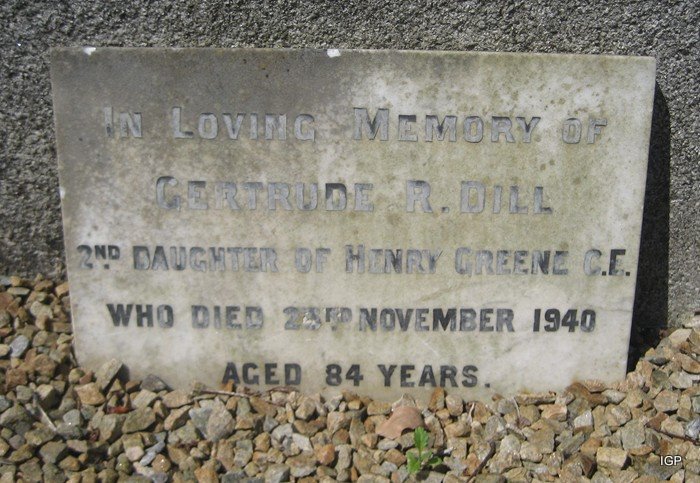 In Loving Memory of
Gertrude R. Dill
2nd Daughter of Henry Greene C.E.
who died 23rd November 1940
aged 84 years.
IGP